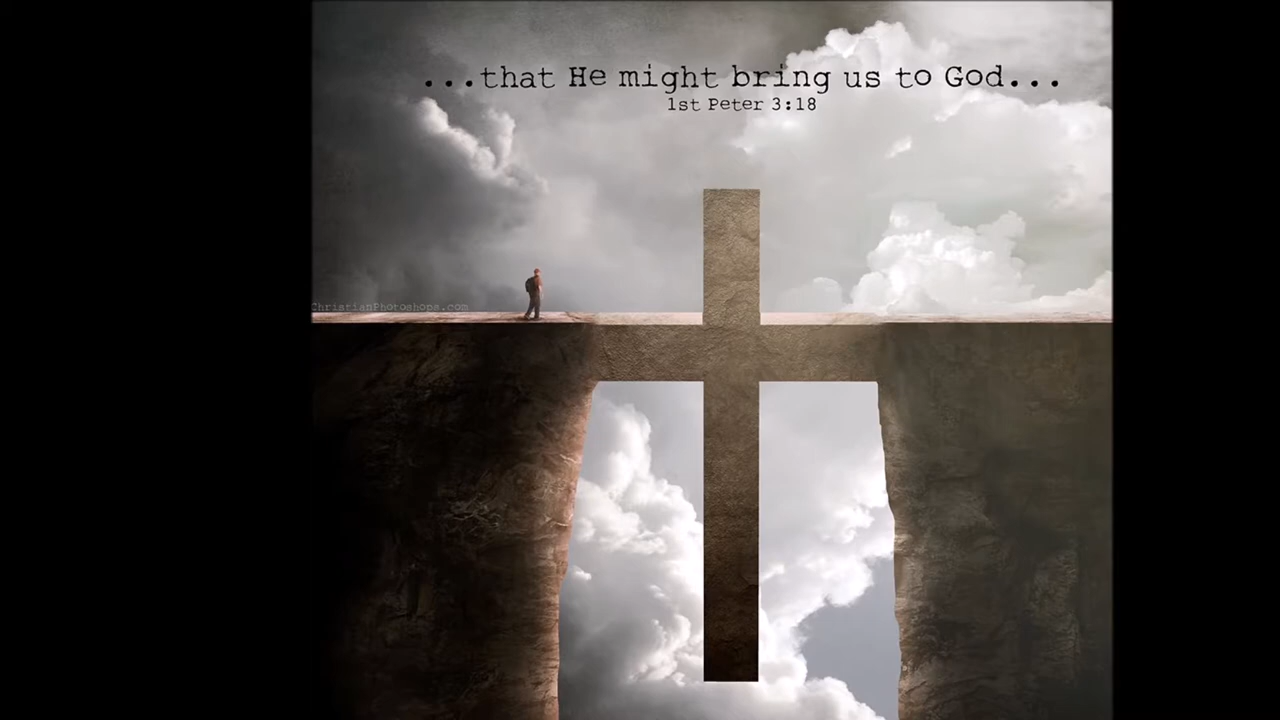 ...that He might bring us to God...
1st Peter 3:18
ChristianPhotoshops.com